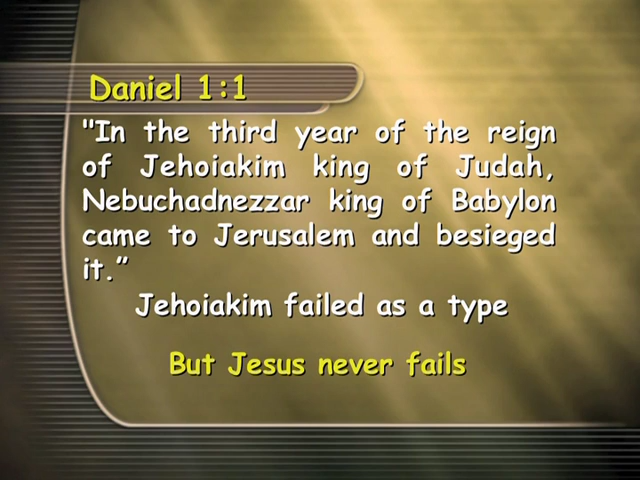 Daniel 1:1
"In the third year of the reign
of Jehoiakim king of Judah,
Nebuchadnezzar king of Babylon
came to Jerusalem and besieged
it.”
Jehoiakim failed as a type
But Jesus never fails